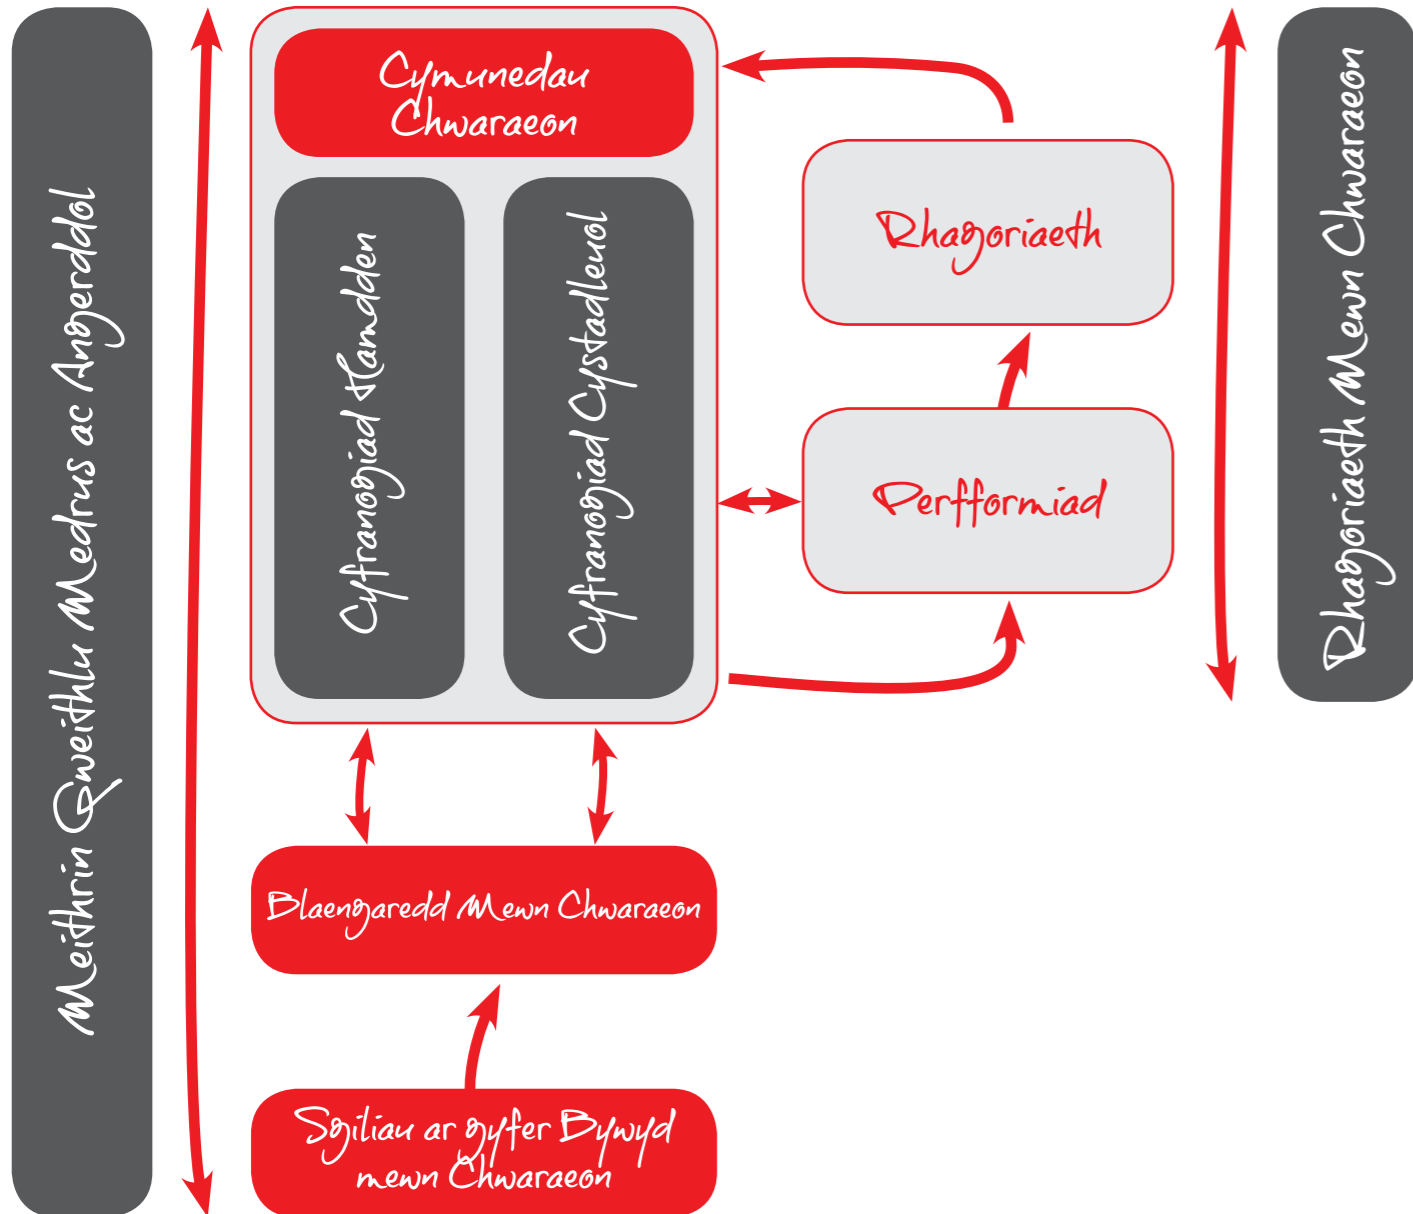 Meithrin Gweithlu Medrus ac Angerddol
Cymunedau
Chwaraeon
Cyfranogiad Hamdden
Cyfranogiad Cystadleuol
Rhagoriaeth
Perfformiad
Rhagoriaeth Mewn Chwaraeon
Blaengaredd Mewn Chwaraeon
Sgiliau ar gyfer Bywyd
mewn Chwaraeon